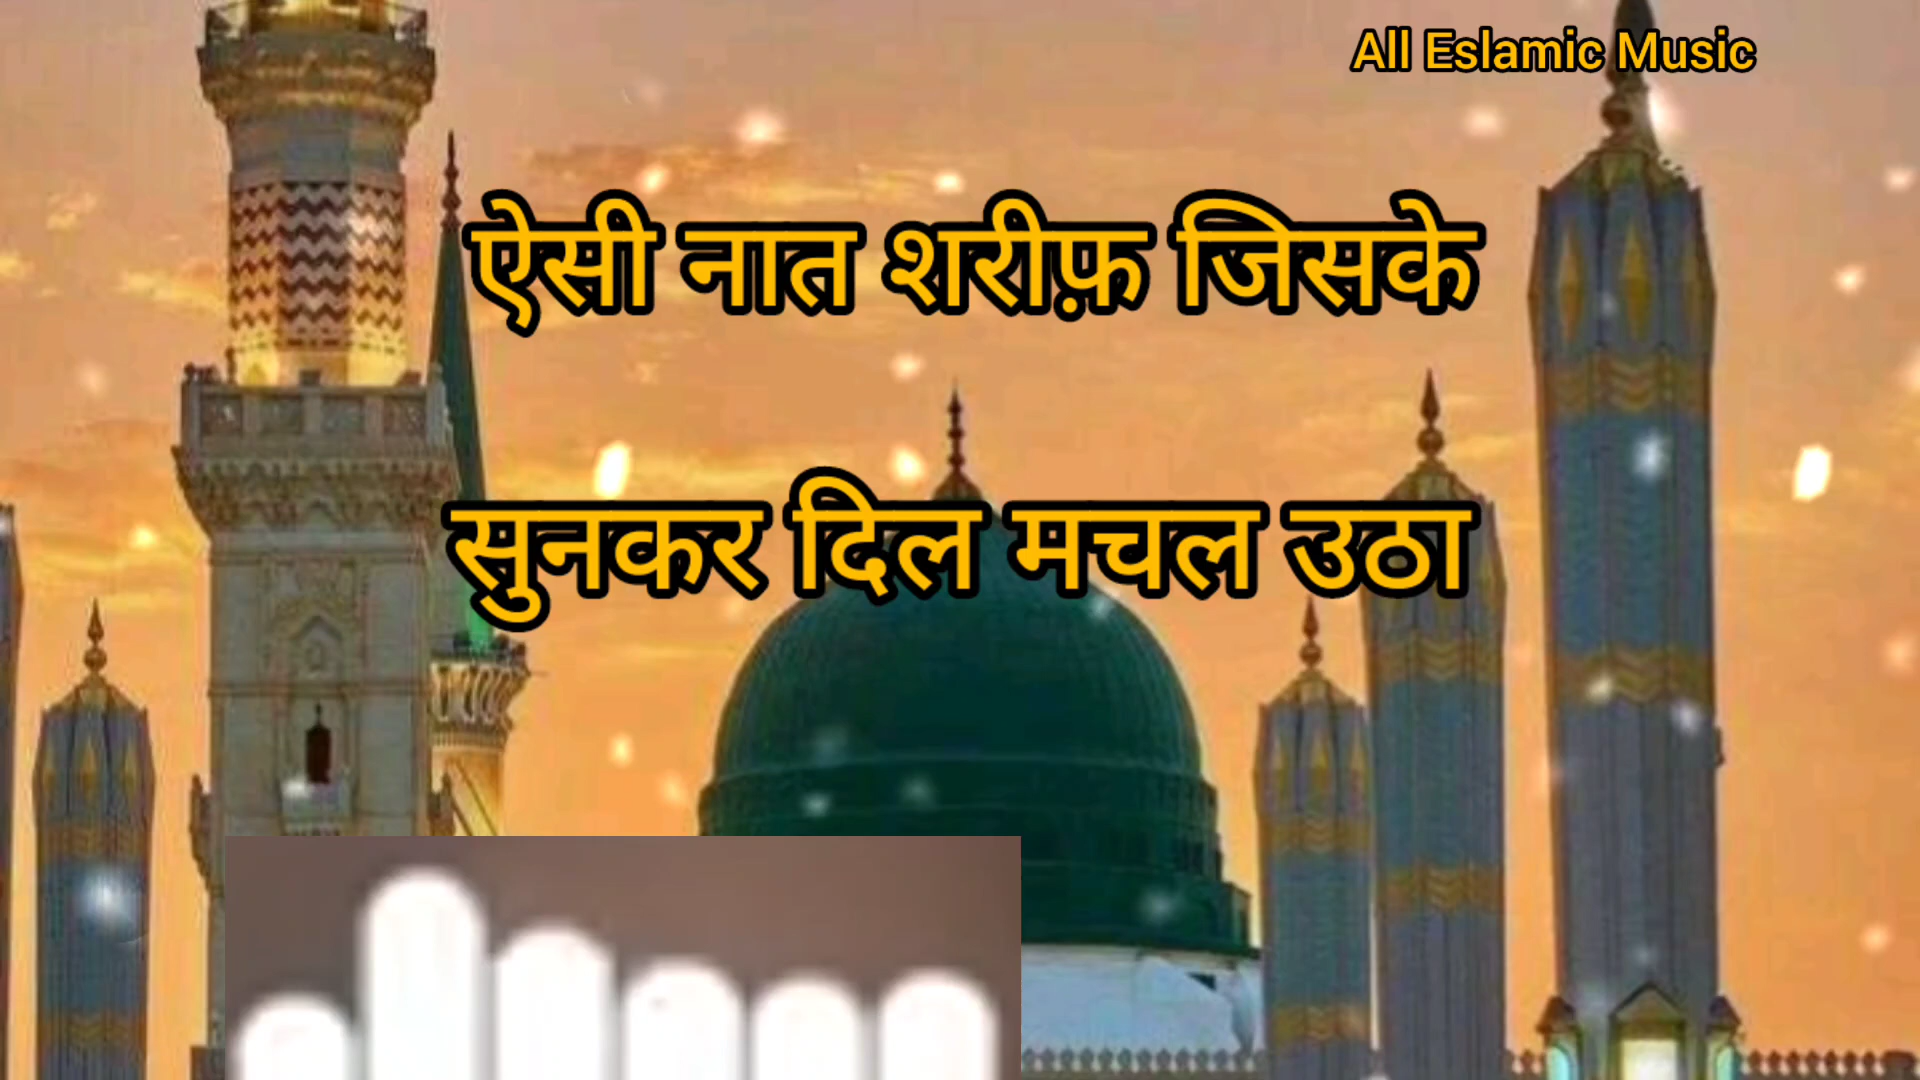 All Eslamic Music
ऐसी नात शरीफ़ जिसके
सुनकर दिल मचल उठा